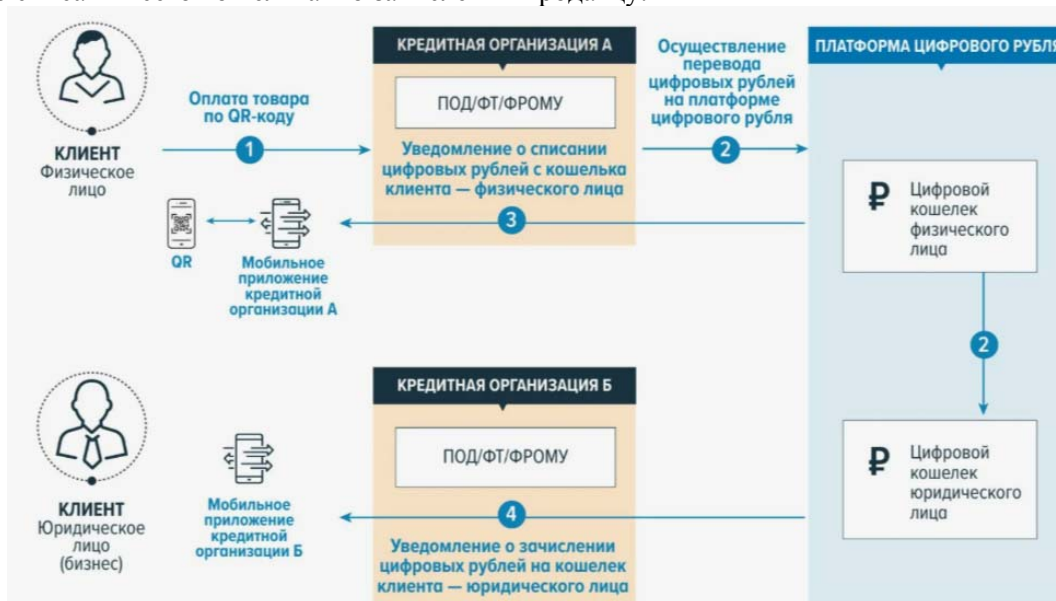 КРЕДИТНАЯ ОРГАНИЗАЦИЯ А
ПЛАТФОРМА ЦИФРОВОГО РУБЛЯ
Осуществление
перевода
цифровых рублей
на платформе
цифрового рубля
2
ПОД/ФТ/ФРОМУ
Оплата товара
по QR-коду
1
КЛИЕНТ
Физическое
лицо
Уведомление о списании
цифровых рублей с кошелька
клиента — физического лица
3
QR
Мобильное
приложение
кредитной
организации А
₽
Цифровой
кошелек
физического
лица
2
КРЕДИТНАЯ ОРГАНИЗАЦИЯ Б
ПОД/ФТ/ФРОМУ
КЛИЕНТ
Юридическое
лицо
(бизнес)
Мобильное
приложение
кредитной
организации Б
4
Уведомление о зачислении
цифровых рублей на кошелек
клиента — юридического лица
₽
Цифровой
кошелек
юридического
лица